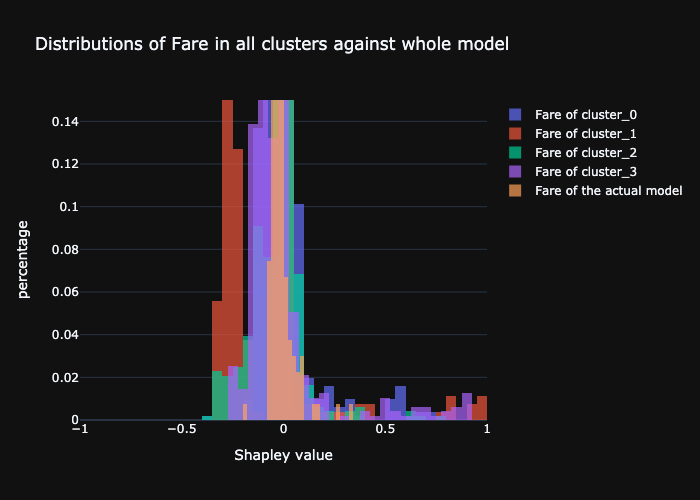 Distributions of Fare in all clusters against whole model
Fare of cluster_0
Fare of cluster_1
Fare of cluster_2
Fare of cluster_3
Fare of the actual model
percentage
0.14
0.12
0.1
0.08
0.06
0.04
0.02
0
−1
−0.5
0
0.5
1
Shapley value